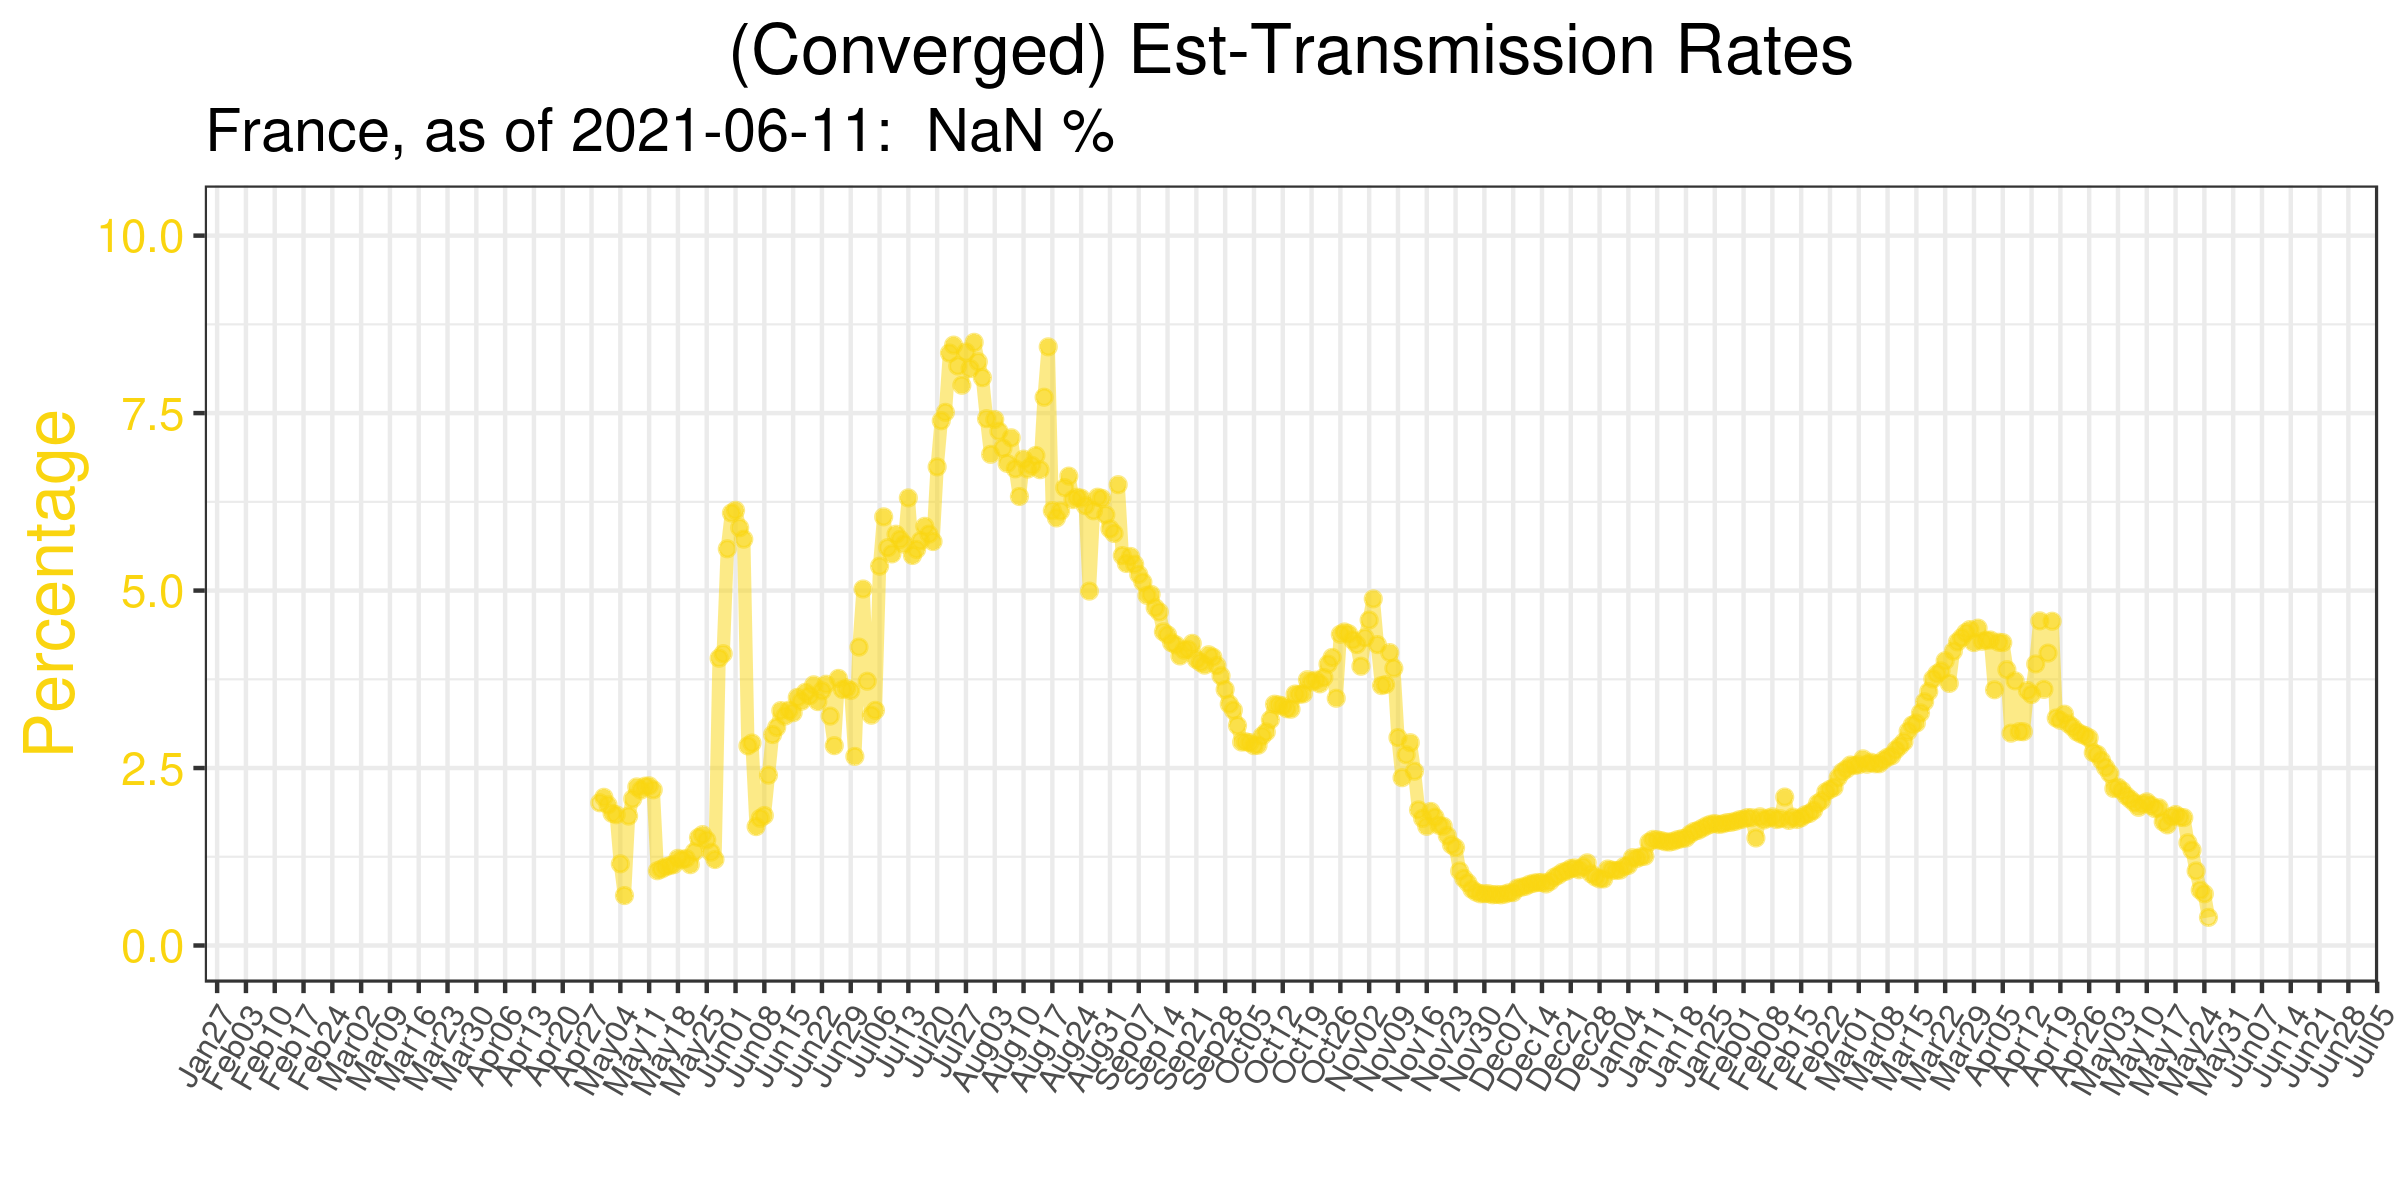 (Converged) Est-Transmission Rates
France, as of 2021-06-11:  NaN %
Percentage
10.0
7.5
5.0
2.5
0.0
Jan27
Feb03
Feb10
Feb17
Feb24
Mar02
Mar09
Mar16
Mar23
Mar30
Apr06
Apr13
Apr20
Apr27
May04
May11
May18
May25
Jun01
Jun08
Jun15
Jun22
Jun29
Jul06
Jul13
Jul20
Jul27
Aug03
Aug10
Aug17
Aug24
Aug31
Sep07
Sep14
Sep21
Sep28
Oct05
Oct12
Oct19
Oct26
Nov02
Nov09
Nov16
Nov23
Nov30
Dec07
Dec14
Dec21
Dec28
Jan04
Jan11
Jan18
Jan25
Feb01
Feb08
Feb15
Feb22
Mar01
Mar08
Mar15
Mar22
Mar29
Apr05
Apr12
Apr19
Apr26
May03
May10
May17
May24
May31
Jun07
Jun14
Jun21
Jun28
Jul05